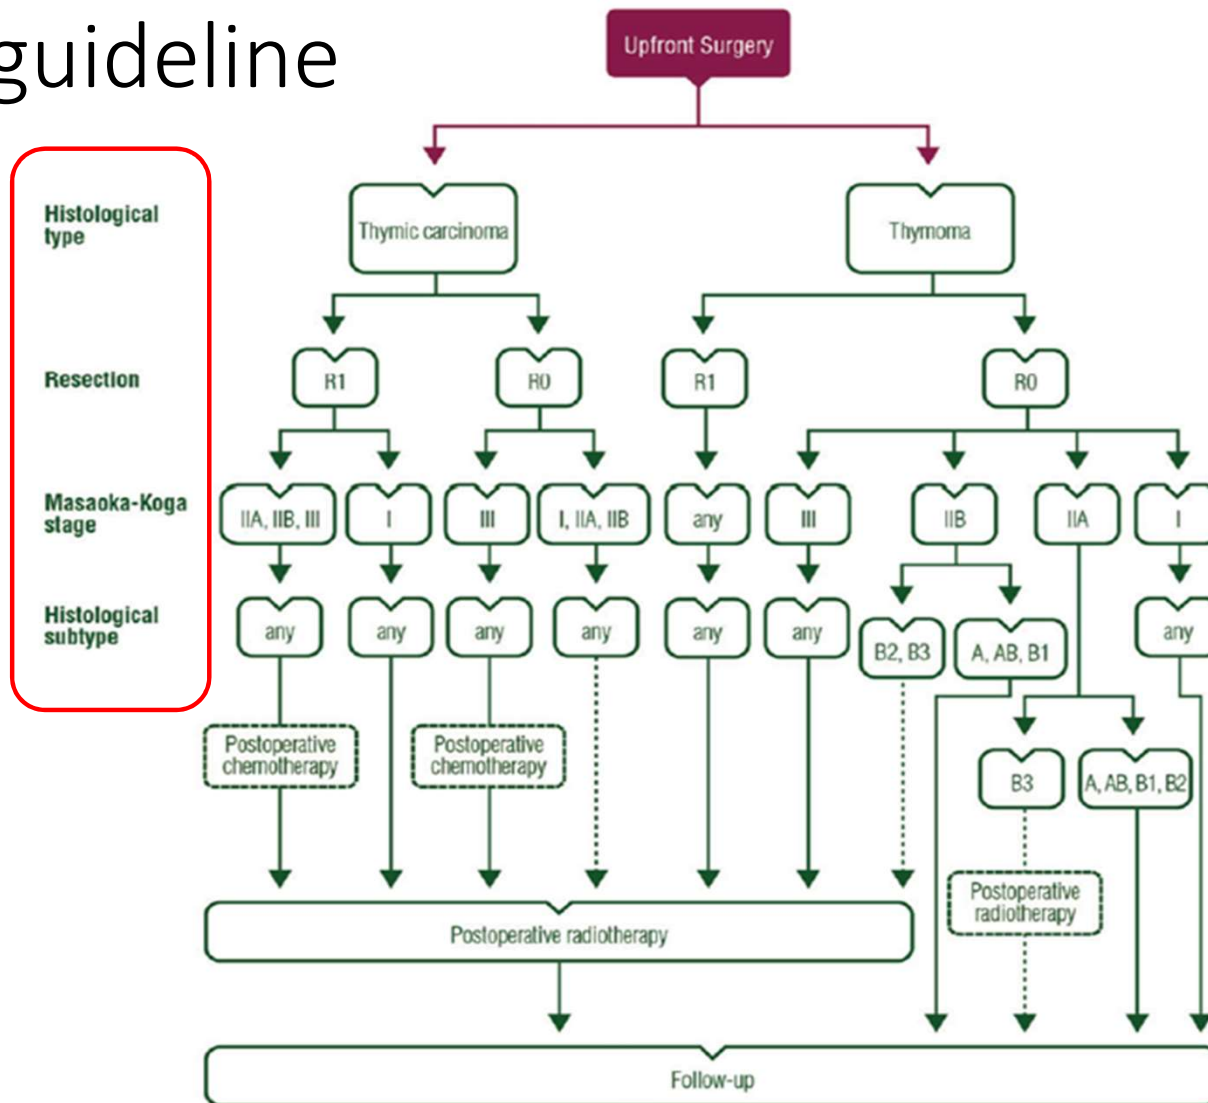 guideline
Upfront Surgery
Histological
type
Thymic carcinoma
Thymoma
Resection
R1
R0
R1
R0
Masaoka-Koga
stage
IIA, IIB, III
I
III
I, IIA, IIB
any
III
IIB
IIA
I
Histological
subtype
any
any
any
any
any
any
B2, B3
A, AB, B1
any
Postoperative
chemotherapy
Postoperative
chemotherapy
B3
A, AB, B1, B2
Postoperative
radiotherapy
Postoperative radiotherapy
Follow-up